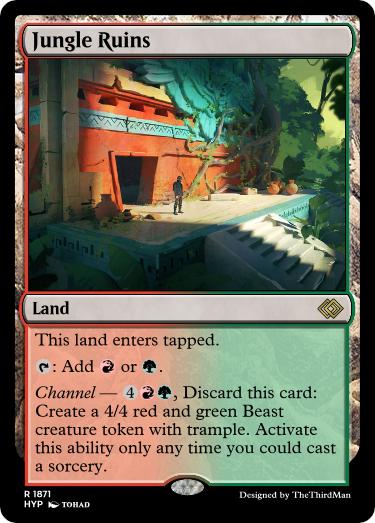 Jungle Ruins
Land
This land enters tapped.
: Add or .
Channel — 4, Discard this card:
Create a 4/4 red and green Beast
creature token with trample. Activate
this ability only any time you could cast
a sorcery.
R 1871
HYP TOHAD
Designed by TheThirdMan